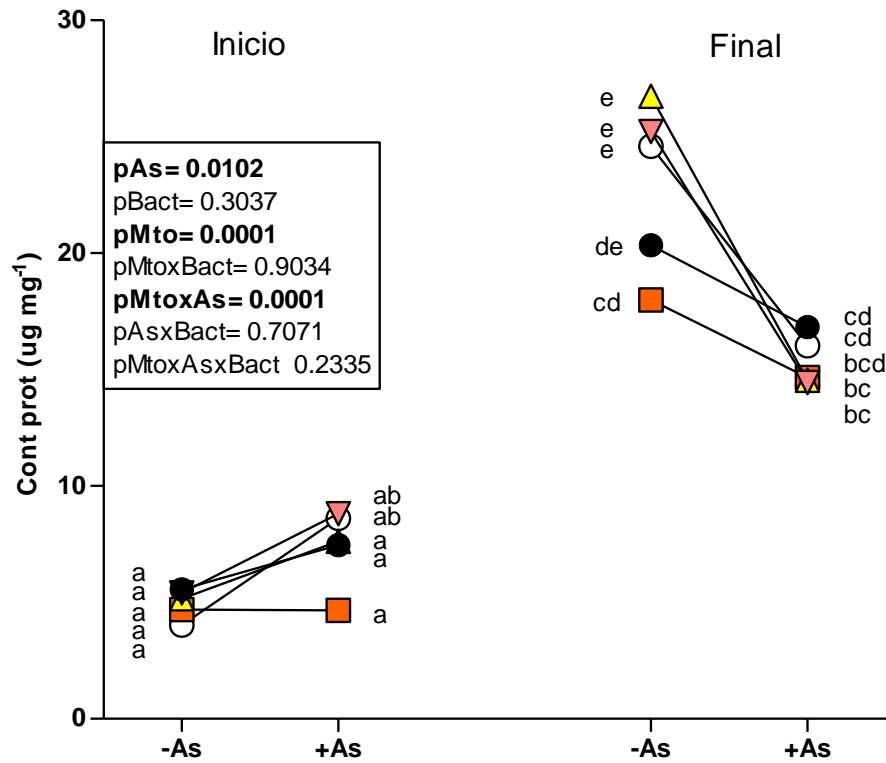 30
Inicio
Final
pAs= 0.0102
pBact= 0.3037
pMto= 0.0001
pMtoxBact= 0.9034
pMtoxAs= 0.0001
pAsxBact= 0.7071
pMtoxAsxBact 0.2335
Cont prot (ug mg-1)
20
10
0
a
a
a
a
a
ab
ab
a
a
a
e
e
e
de
cd
cd
cd
bcd
bc
bc
-As
+As
-As
+As